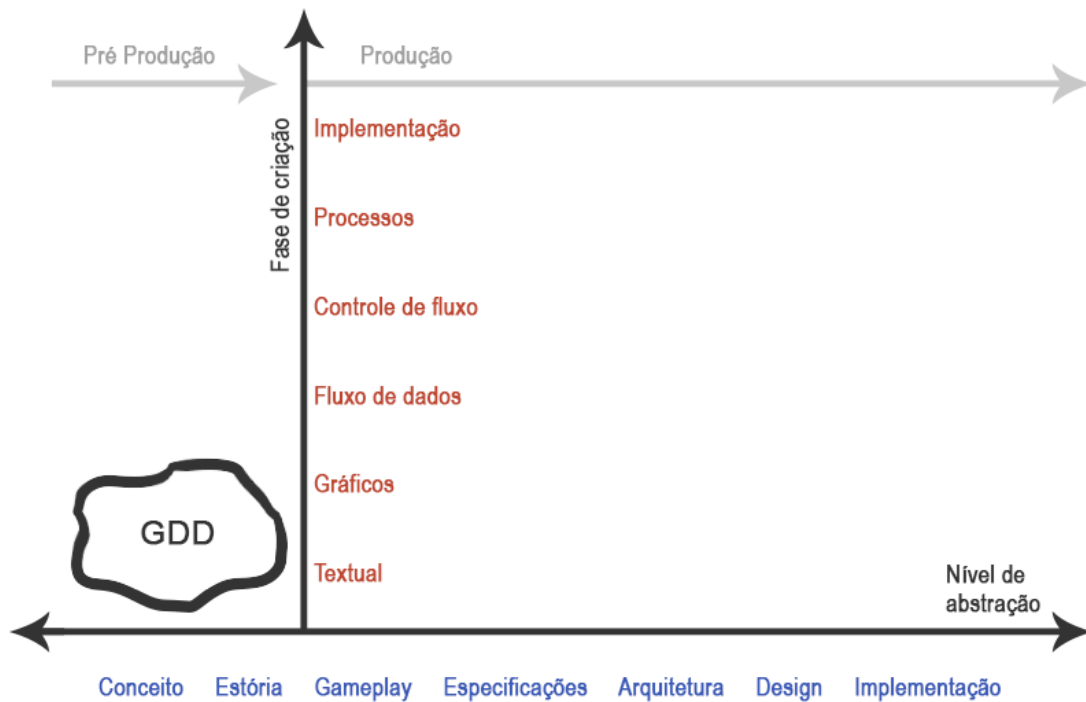 Pré Produção
Produção
Fase de criação
Implementação
Processos
Controle de fluxo
Fluxo de dados
Gráficos
GDD
Textual
Nível de
abstração
Conceito Estória Gameplay Especificações Arquitetura Design Implementação